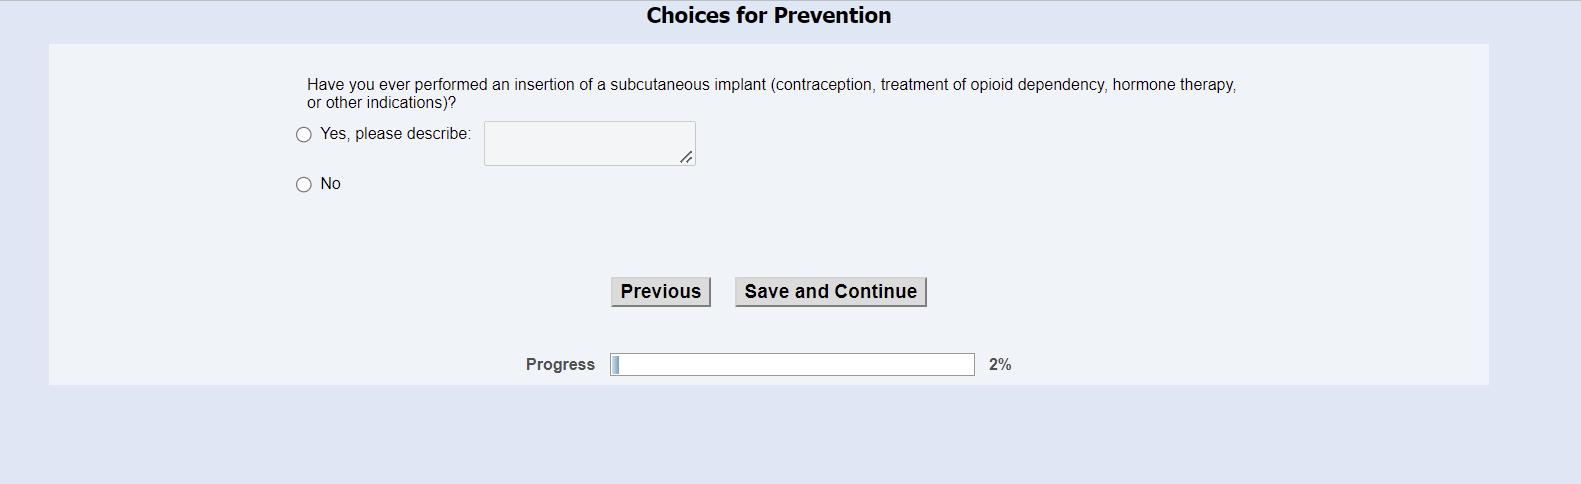 Choices for Prevention
Have you ever performed an insertion of a subcutaneous implant (contraception, treatment of opioid dependency, hormone therapy,
or other indications)?
Yes, please describe:
No
Previous
Save and Continue
Progress
2%